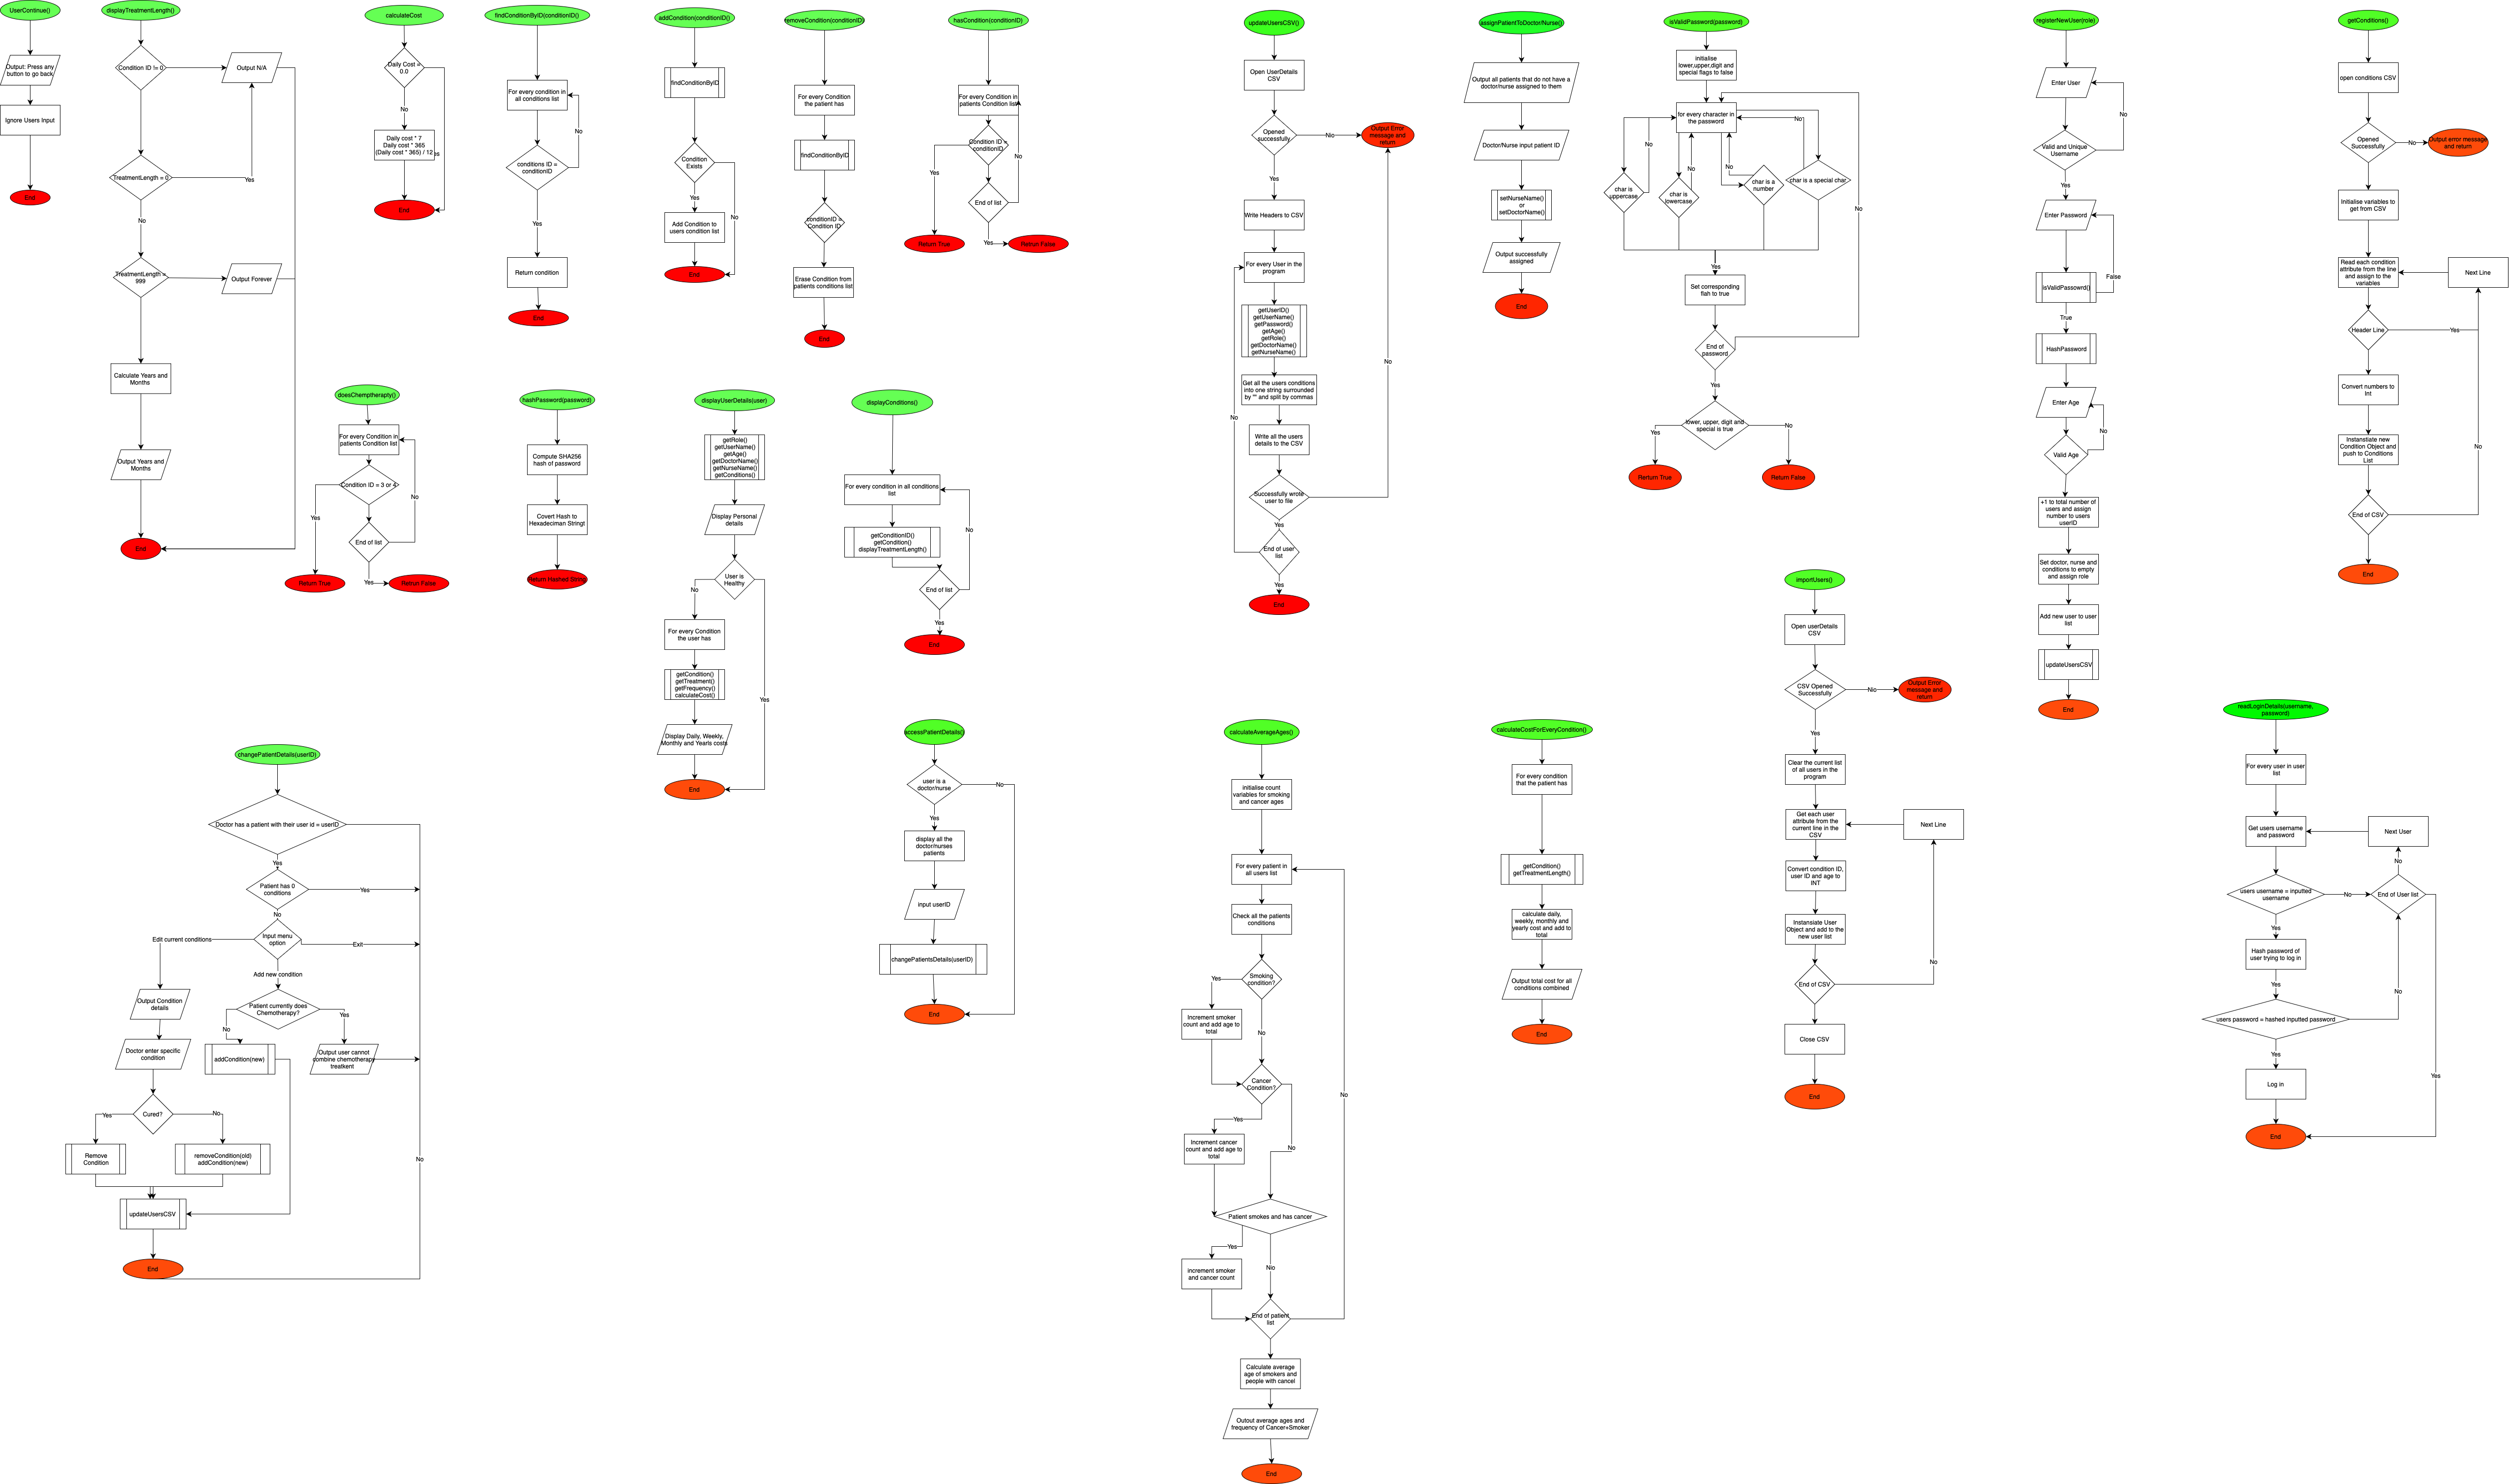 UserContinue()
Output: Press any
button to go back
Ignore Users Input
End
displayTreatmentLength()
Condition ID != 0
Output N/A
TreatmentLength = 0
Yes
No
TreatmentLength =
999
Output Forever
Calculate Years and
Months
Output Years and
Months
End
calculateCost
Daily Cost =
0.0
No
Daily cost * 7
Daily cost * 365
(Daily cost * 365) / 12
End
findConditionByID(conditionID()
For every condition in
all conditions list
No
conditions ID =
conditionID
Yes
Return condition
End
addCondition(conditionID()
findConditionByID
Condition
Exists
Yes
No
Add Condition to
users condition list
End
removeCondition(conditionID)
For every Condition
the patient has
findConditionByID
conditionID =
Condition ID
Erase Condition from
patients conditions list
End
hasCondition(conditionID)
For every Condition in
patients Condition list
Condition ID =
conditionID
No
Yes
End of list
Yes
Return True
Retrun False
updateUsersCSV()
Open UserDetails
CSV
Opened
successfully
Nio
Output Error
message and
return
Yes
Write Headers to CSV
For every User in the
program
getUserID()
getUserName()
getPassword()
getAge()
getRole()
getDoctorName()
getNurseName()
No
Get all the users conditions
into one string surrounded
by "" and split by commas
No
Write all the users
details to the CSV
Successfully wrote
user to file
Yes
End of user
list
Yes
End
assignPatientToDoctor/Nurse()
Output all patients that do not have a
doctor/nurse assigned to them
Doctor/Nurse input patient ID
setNurseName()
or
setDoctorName()
Output successfully
assigned
End
isValidPassword(password)
initialise
lower,upper,digit and
special flags to false
for every character in
the password
No
No
No
No
char is
uppercase
char is
lowercase
char is a
number
char is a special char
No
Yes
Set corresponding
flah to true
End of
password
Yes
lower, upper, digit and
special is true
Yes
No
Rerturn True
Return False
registerNewUser(role)
Enter User
No
Valid and Unique
Username
Yes
Enter Password
False
isValidPassowrd()
True
HashPassword
Enter Age
No
Valid Age
+1 to total number of
users and assign
number to users
userID
Set doctor, nurse and
conditions to empty
and assign role
Add new user to user
list
updateUsersCSV
End
getConditions()
open conditions CSV
Opened
Successfully
No
Output error message
and return
Initialise variables to
get from CSV
Read each condition
attribute from the line
and assign to the
variables
Next Line
Header Line
Yes
Convert numbers to
Int
Instanstiate new
Condition Object and
push to Conditions
List
No
End of CSV
End
doesChemptherapty()
For every Condition in
patients Condition list
Condition ID = 3 or 4
No
Yes
End of list
Yes
Return True
Retrun False
hashPassword(password)
Compute SHA256
hash of password
Covert Hash to
Hexadeciman Stringt
Return Hashed String
displayUserDetails(user)
getRole()
getUserName()
getAge()
getDoctorName()
getNurseName()
getConditions()
Display Personal
details
User is
Healthy
No
For every Condition
the user has
getCondition()
getTreatment()
getFrequency()
calculateCost()
Yes
Display Daily, Weekly,
Monthly and Yearls costs
End
displayConditions()
For every condition in all conditions
list
No
getConditionID()
getCondition()
displayTreatmentLength()
End of list
Yes
End
importUsers()
Open userDetails
CSV
CSV Opened
Successfully
Nio
Output Error
message and
return
Yes
Clear the current list
of all users in the
program
Get each user
attribute from the
current line in the
CSV
Next Line
Convert condition ID,
user ID and age to
INT
Instansiate User
Object and add to the
new user list
No
End of CSV
Close CSV
End
readLoginDetails(username,
password)
For every user in user
list
Get users username
and password
Next User
No
users username = inputted
username
No
End of User list
Yes
Hash password of
user trying to log in
Yes
No
users password = hashed inputted password
Yes
Yes
Log in
End
changePatientDetails(userID)
Doctor has a patient with their user id = userID
Yes
Patient has 0
conditions
Yes
No
Input menu
option
Edit current conditions
Exit
Add new condition
Output Condition
details
Patient currently does
Chemotherapy?
Yes
No
Doctor enter specific
condition
addCondition(new)
Output user cannot
combine chemotherapy
treatkent
Cured?
Yes
No
Remove
Condition
removeCondition(old)
addCondition(new)
No
updateUsersCSV
End
accessPatientDetails()
user is a
doctor/nurse
No
Yes
display all the
doctor/nurses
patients
input userID
changePatientsDetails(userID)
End
calculateAverageAges()
initialise count
variables for smoking
and cancer ages
For every patient in
all users list
Check all the patients
conditions
Smoking
condition?
Yes
Increment smoker
count and add age to
total
No
Cancer
Condition?
No
Yes
Increment cancer
count and add age to
total
No
Patient smokes and has cancer
Yes
Nio
increment smoker
and cancer count
End of patient
list
Calculate average
age of smokers and
people with cancel
Outout average ages and
frequency of Cancer+Smoker
End
calculateCostForEveryCondition()
For every condition
that the patient has
getCondition()
getTreatmentLength()
calculate daily,
weekly, monthly and
yearly cost and add to
total
Output total cost for all
conditions combined
End